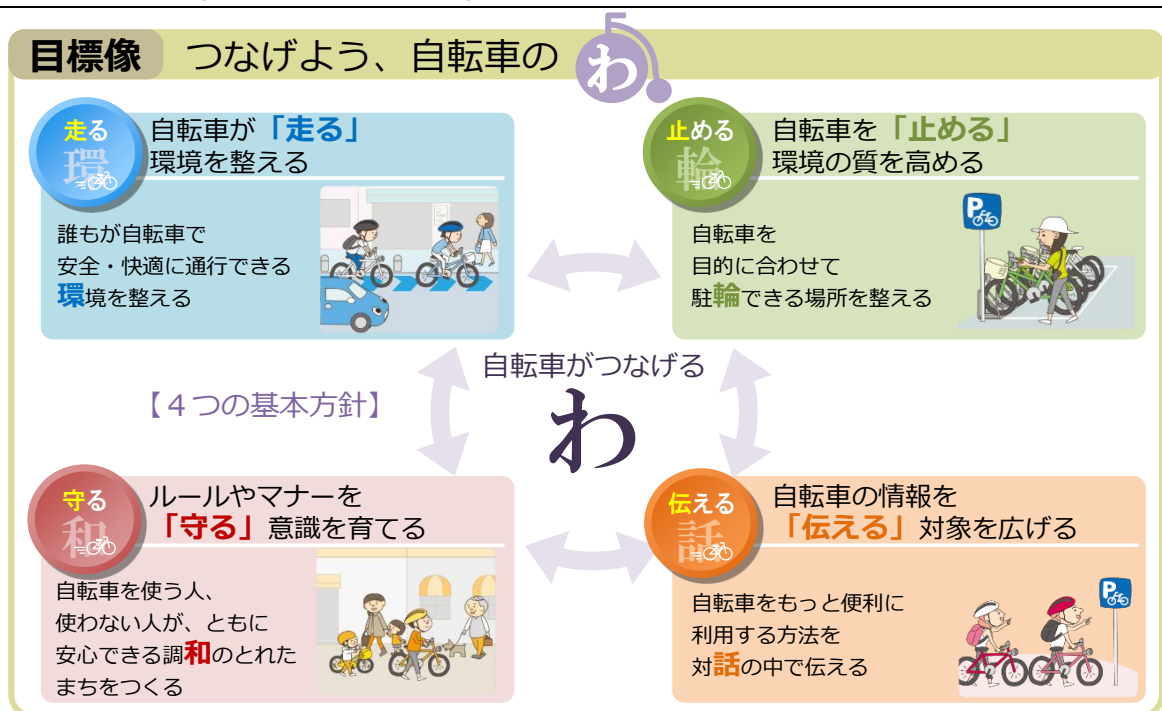 目標像 つなげよう、自転車の わ
走る
環
自転車が「走る」
環境を整える
誰もが自転車で
安全・快適に通行できる
環境を整える
止める
輪
自転車を「止める」
環境の質を高める
自転車を
目的に合わせて
駐輪できる場所を整える
P
自転車がつなげる
わ
【４つの基本方針】
守る
和
ルールやマナーを
「守る」意識を育てる
自転車を使う人、
使わない人が、ともに
安心できる調和のとれた
まちをつくる
伝える
話
自転車の情報を
「伝える」対象を広げる
自転車をもっと便利に
利用する方法を
対話の中で伝える
P